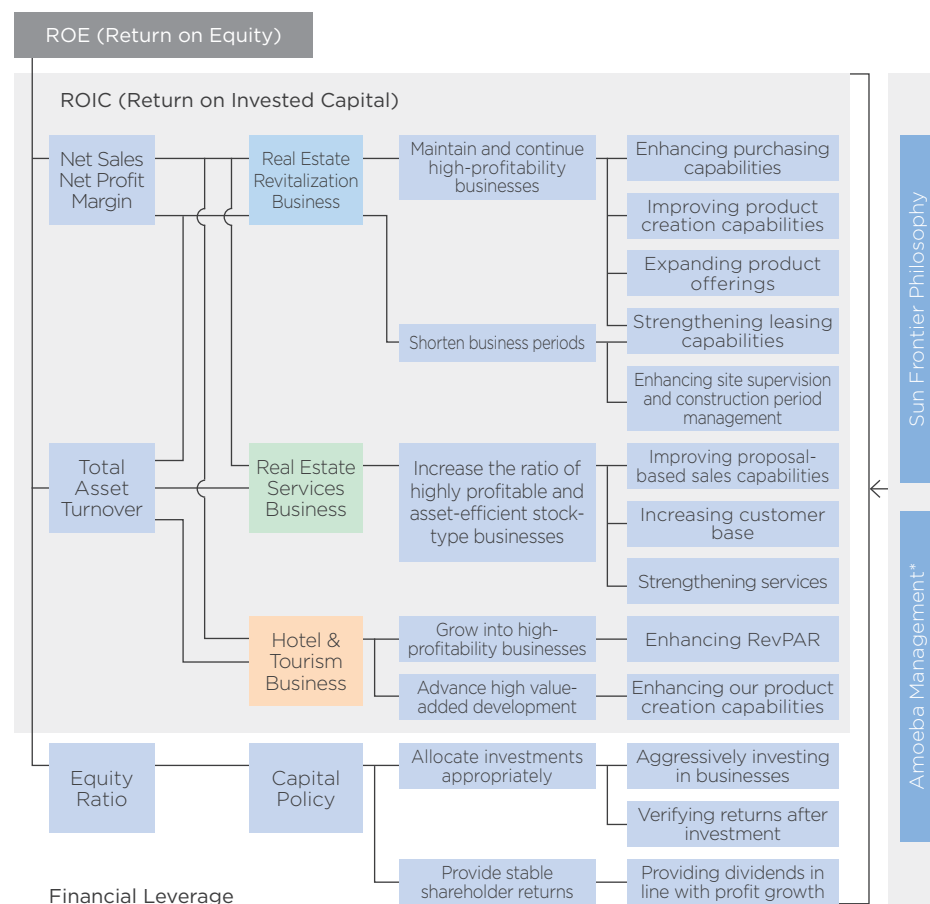 ROE (Return on Equity)
ROIC (Return on Invested Capital)
Net Sales
Net Profit
Margin
Real Estate
Revitalization
Business
Maintain and continue
high-profitability
businesses
Enhancing purchasing
capabilities
Improving product
creation capabilities
Expanding product
offerings
Strengthening leasing
capabilities
Shorten business periods
Enhancing site supervision
and construction period
management
Total
Asset
Turnover
Real Estate
Services
Business
Increase the ratio of
highly profitable and
asset-efficient stock-
type businesses
Improving proposal-
based sales capabilities
Increasing customer
base
Strengthening services
Hotel &
Tourism
Business
Grow into high-
profitability businesses
Enhancing RevPAR
Advance high value-
added development
Enhancing our product
creation capabilities
Equity
Ratio
Capital
Policy
Allocate investments
appropriately
Aggressively investing
in businesses
Verifying returns after
investment
Provide stable
shareholder returns
Providing dividends in
line with profit growth
Financial Leverage
Sun Frontier Philosophy
Amoeba Management*